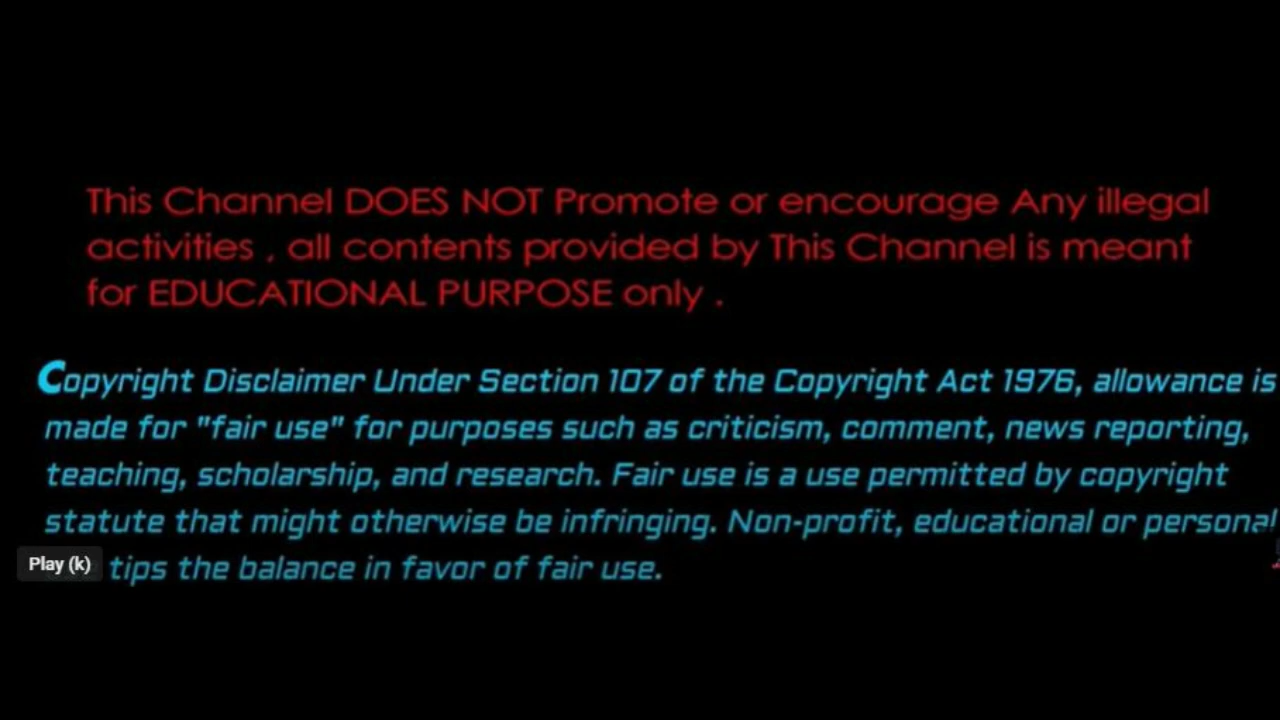 This Channel DOES NOT Promote or encourage Any illegal
activities , all contents provided by This Channel is meant
for EDUCATIONAL PURPOSE only .
Copyright Disclaimer Under Section 107 of the Copyright Act 1976, allowance is
made for "fair use" for purposes such as criticism, comment, news reporting,
teaching, scholarship, and research. Fair use is a use permitted by copyright
statute that might otherwise be infringing. Non-profit, educational or personal
Play (k) tips the balance in favor of fair use.